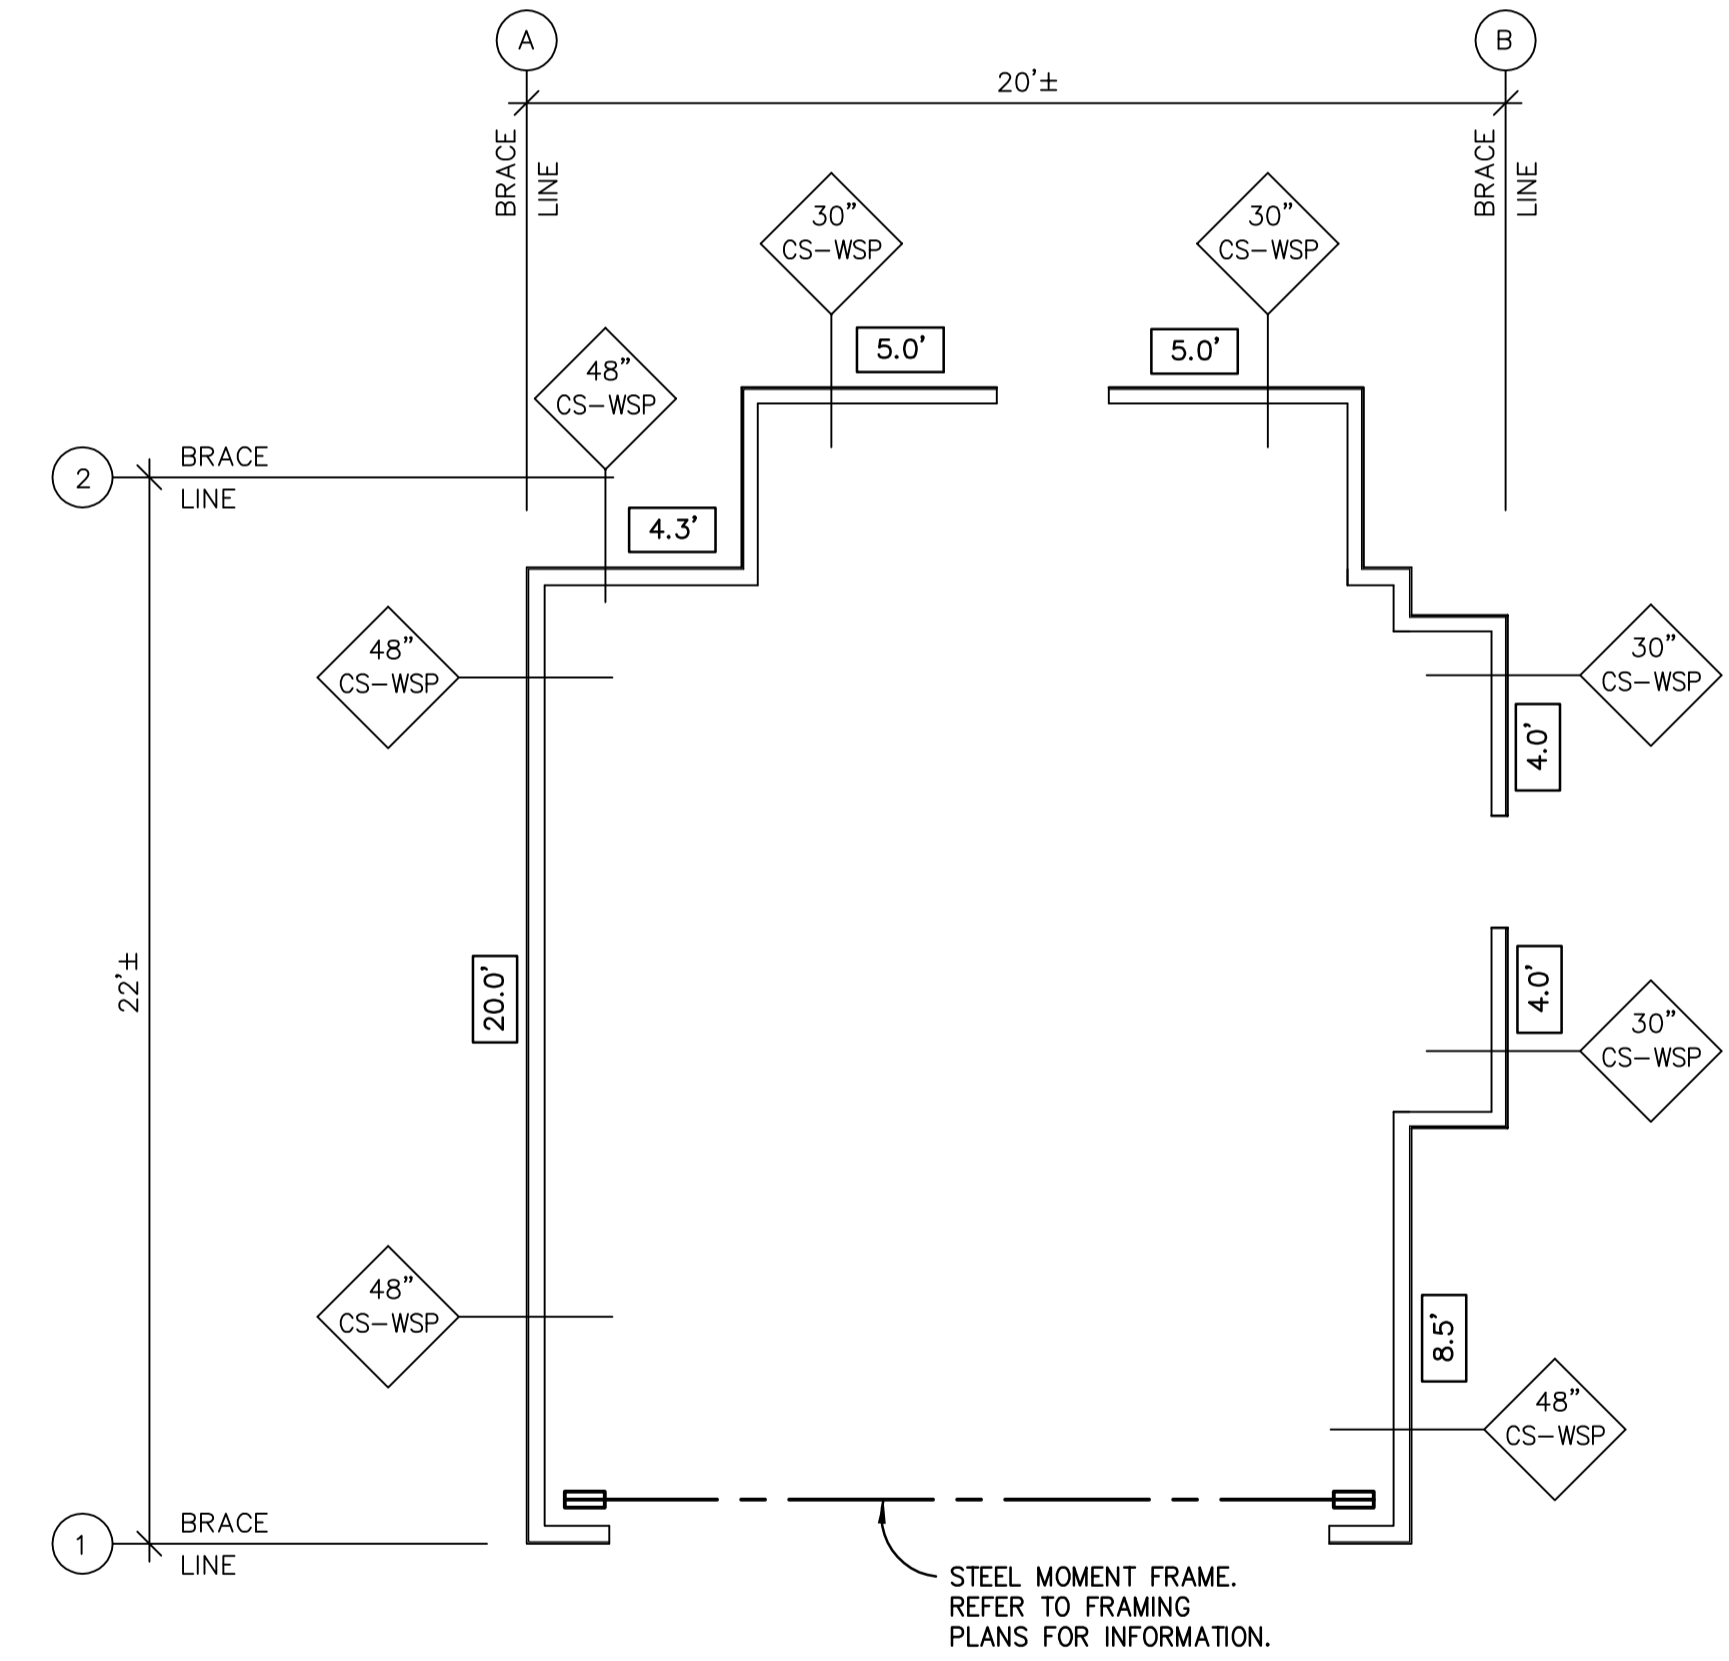 A
B
20'±
BRACE
LINE
BRACE
LINE
30”
CS-WSP
30”
CS-WSP
5.0’
5.0’
48”
CS-WSP
2
BRACE
LINE
4.3’
48”
CS-WSP
30”
CS-WSP
4.0’
22'±
20.0’
4.0’
30”
CS-WSP
48”
CS-WSP
8.5’
48”
CS-WSP
1
BRACE
LINE
STEEL MOMENT FRAME.
REFER TO FRAMING
PLANS FOR INFORMATION.